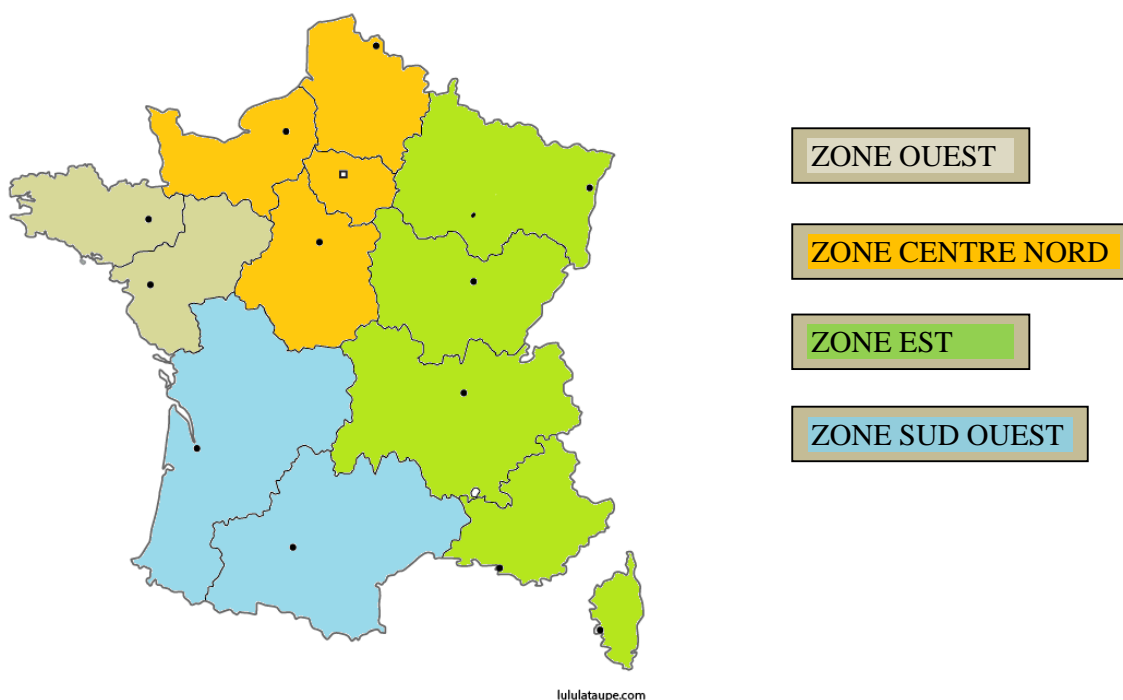 ZONE OUEST
ZONE CENTRE NORD
ZONE EST
ZONE SUD OUEST
lululataupe.com